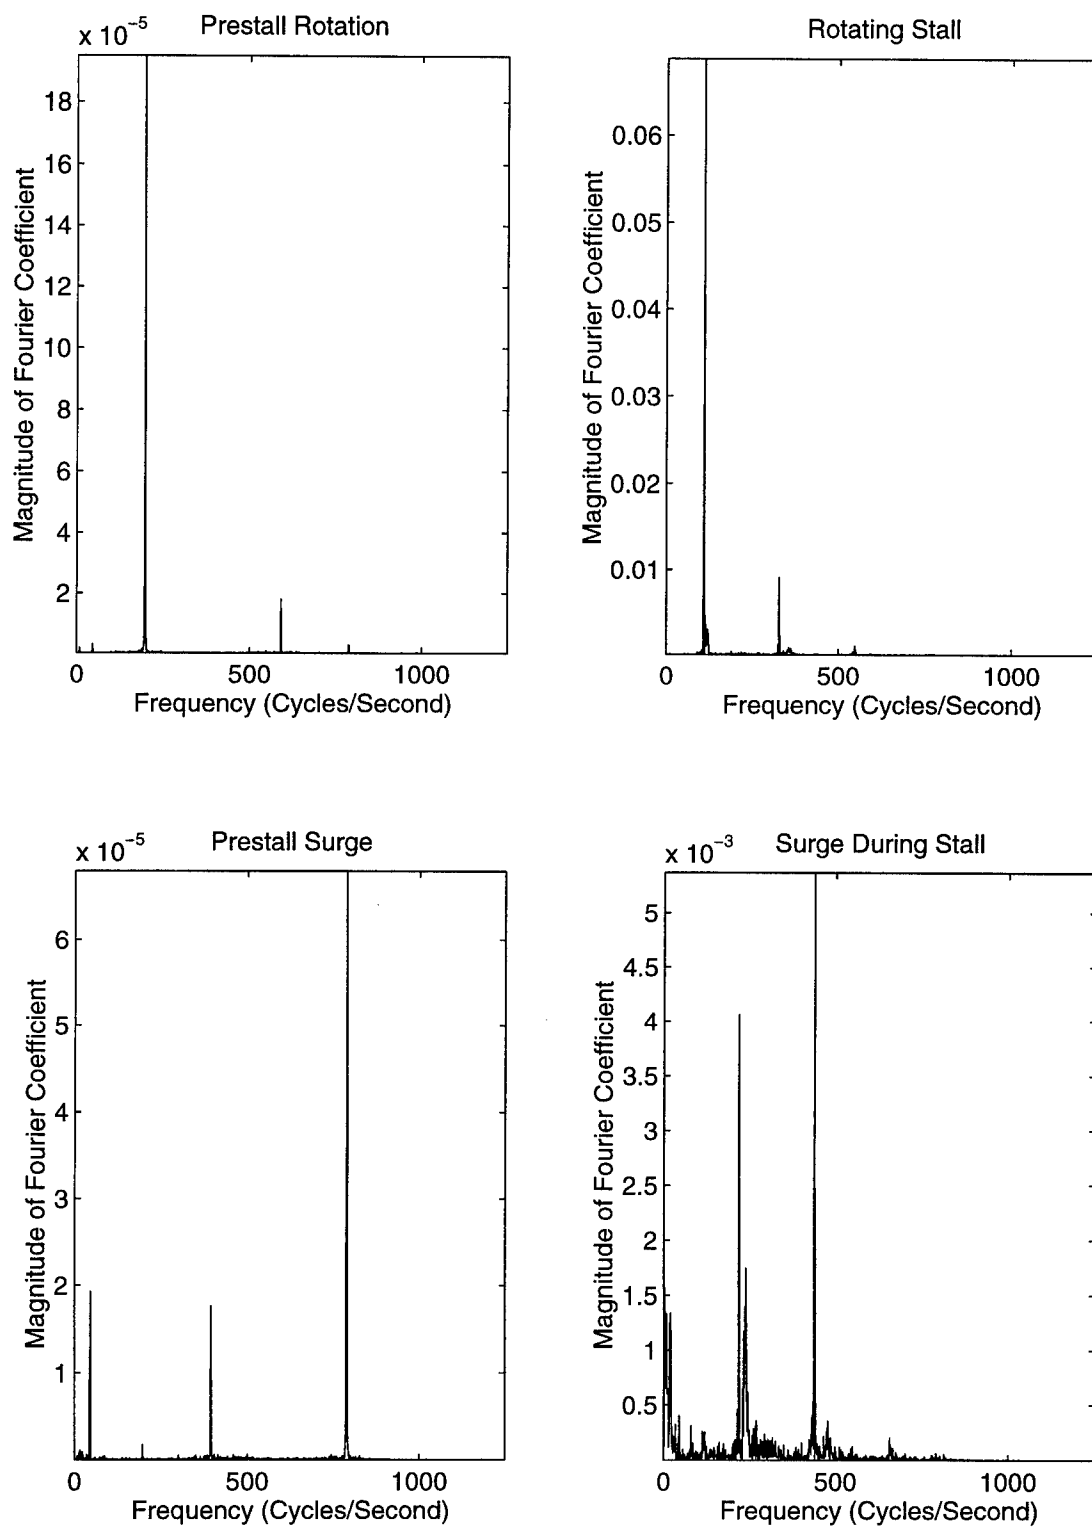 Prestall Rotation
x 10⁻⁵
18
16
14
12
10
8
6
4
2
Magnitude of Fourier Coefficient
0 500 1000
Frequency (Cycles/Second)
Rotating Stall
0.06
0.05
0.04
0.03
0.02
0.01
Magnitude of Fourier Coefficient
0 500 1000
Frequency (Cycles/Second)
Prestall Surge
x 10⁻⁵
6
5
4
3
2
1
Magnitude of Fourier Coefficient
0 500 1000
Frequency (Cycles/Second)
Surge During Stall
x 10⁻³
5
4.5
4
3.5
3
2.5
2
1.5
1
0.5
Magnitude of Fourier Coefficient
0 500 1000
Frequency (Cycles/Second)